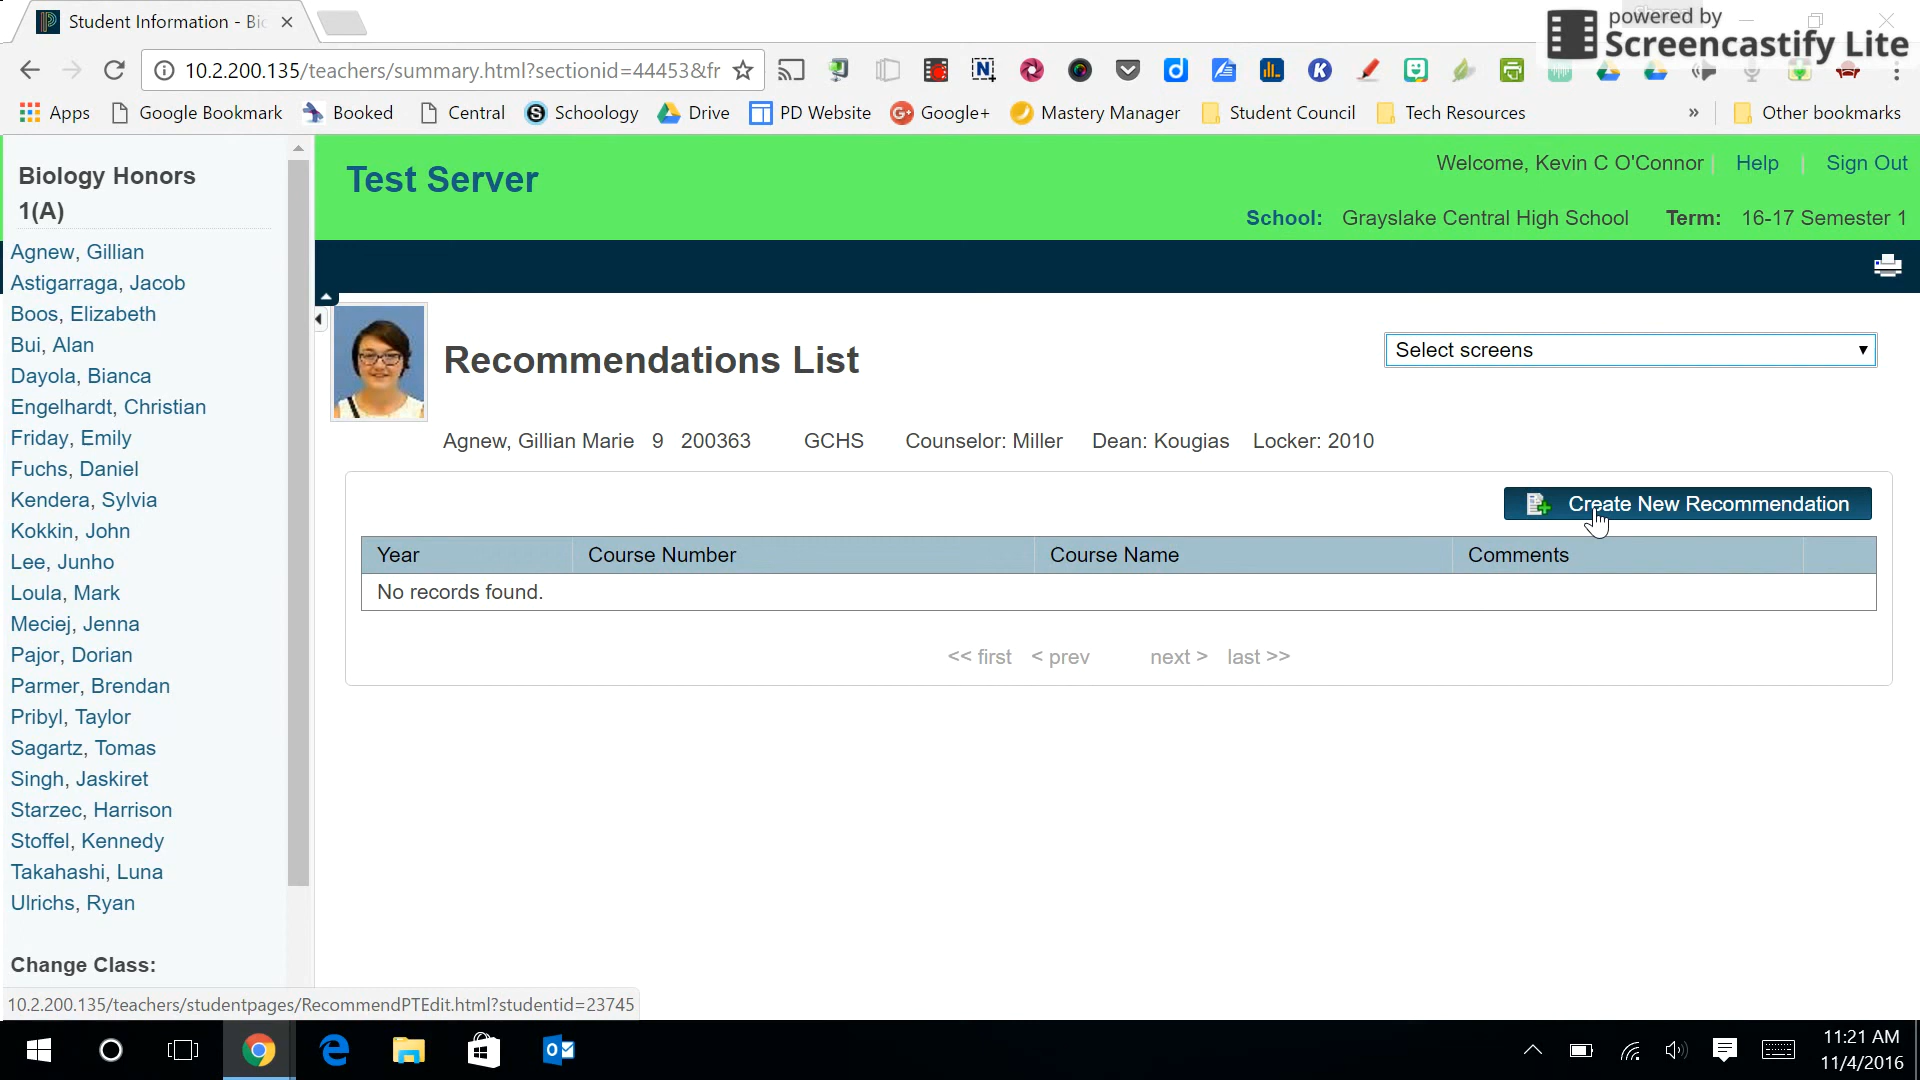 Student Information - Bi
powered by
Screencastify Lite
10.2.200.135/teachers/summary.html?sectionid=44453&fr
Apps Google Bookmark Booked Central Schoology Drive PD Website Google+ Mastery Manager Student Council Tech Resources » Other bookmarks
Biology Honors
1(A)
Agnew, Gillian
Astigarraga, Jacob
Boos, Elizabeth
Bui, Alan
Dayola, Bianca
Engelhardt, Christian
Friday, Emily
Fuchs, Daniel
Kendera, Sylvia
Kokkin, John
Lee, Junho
Loula, Mark
Meciej, Jenna
Pajor, Dorian
Parmer, Brendan
Pribyl, Taylor
Sagartz, Tomas
Singh, Jaskiret
Starzec, Harrison
Stoffel, Kennedy
Takahashi, Luna
Ulrichs, Ryan
Change Class:
Test Server
Welcome, Kevin C O'Connor | Help | Sign Out
School: Grayslake Central High School Term: 16-17 Semester 1
Recommendations List
Select screens
Agnew, Gillian Marie 9 200363 GCHS Counselor: Miller Dean: Kougias Locker: 2010
Create New Recommendation
Year Course Number Course Name Comments
No records found.
<< first < prev next > last >>
10.2.200.135/teachers/studentpages/RecommendPTEdit.html?studentid=23745
11:21 AM
11/4/2016